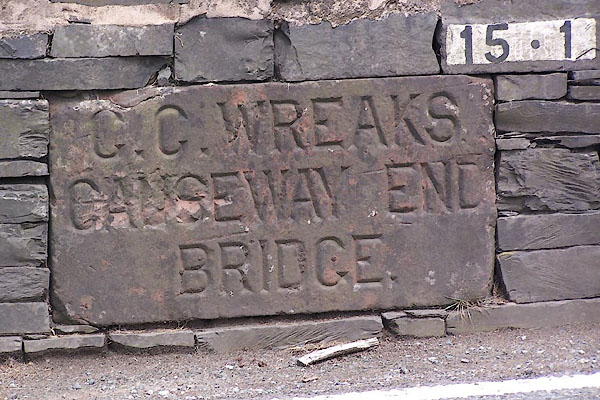 15·1
C.C. WREAKS.
CAUSEWAY END
BRIDGE.